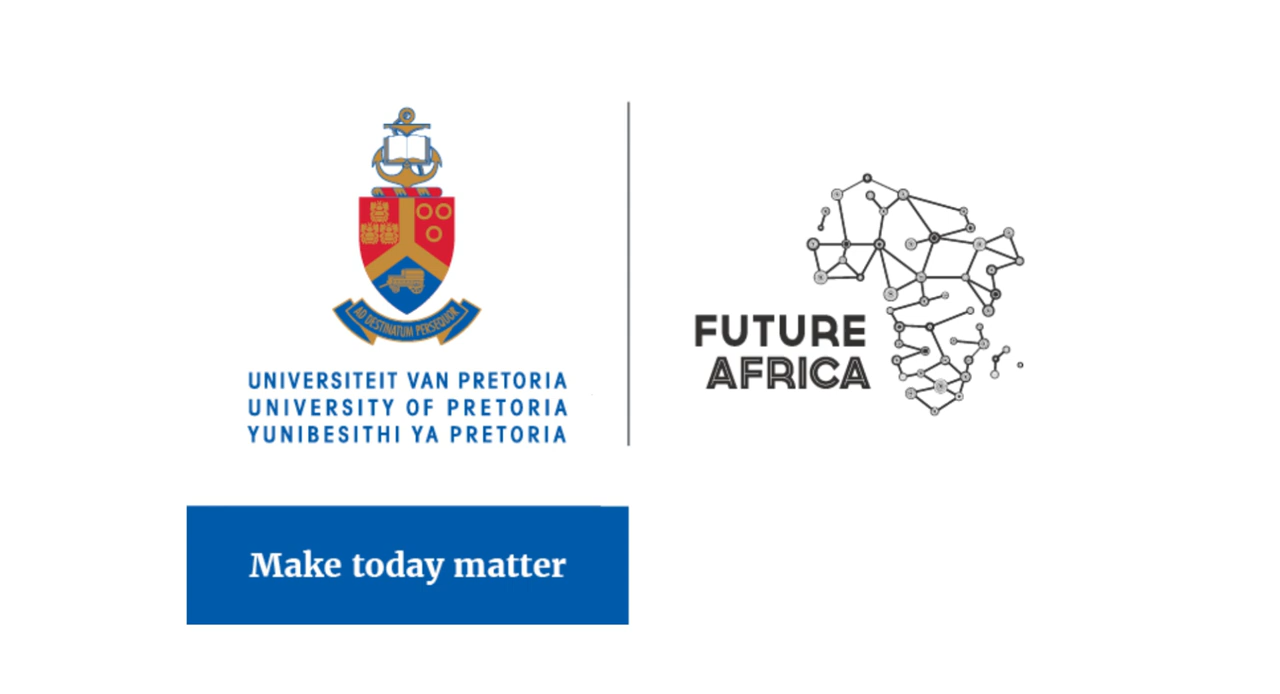 AD DESTINATUM PERSEQUOR
UNIVERSITEIT VAN PRETORIA
UNIVERSITY OF PRETORIA
YUNIBESITHI YA PRETORIA
Make today matter
FUTURE
AFRICA